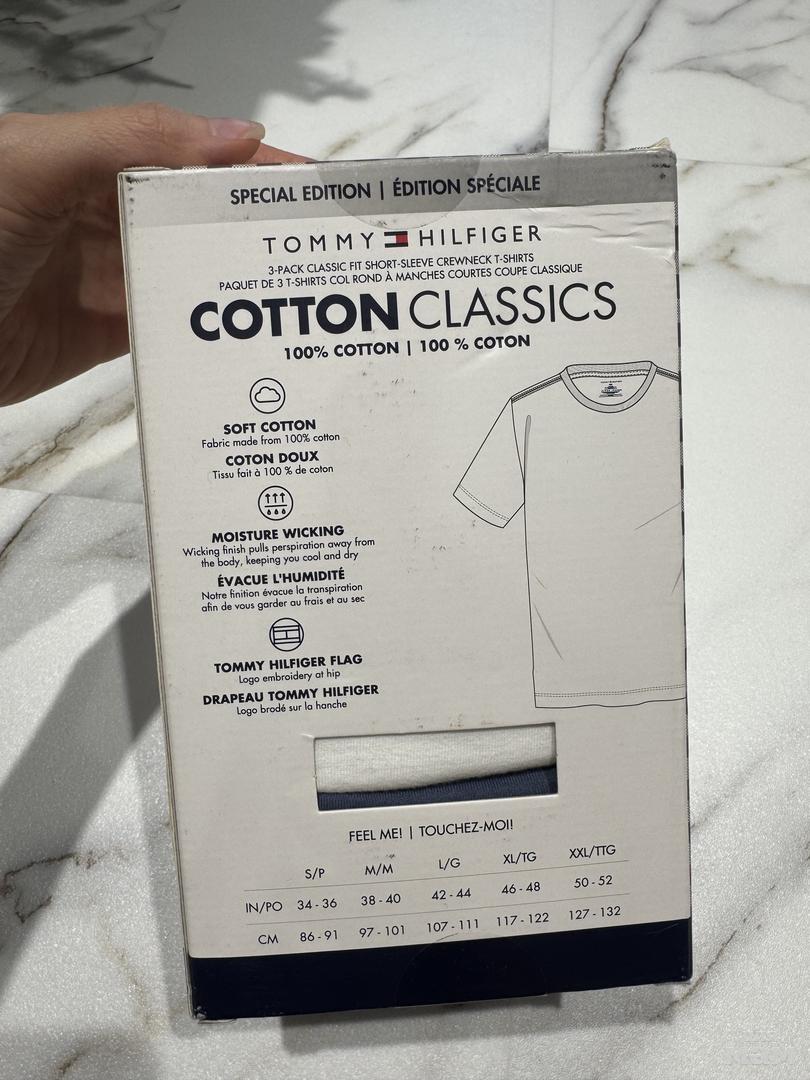 SPECIAL EDITION | ÉDITION SPÉCIALE
TOMMY HILFIGER
3-PACK CLASSIC FIT SHORT-SLEEVE CREWNECK T-SHIRTS
PAQUET DE 3 T-SHIRTS COL ROND À MANCHES COURTES COUPE CLASSIQUE
COTTON CLASSICS
100% COTTON | 100 % COTON
SOFT COTTON
Fabric made from 100% cotton
COTON DOUX
Tissu fait à 100 % de coton
MOISTURE WICKING
Wicking finish pulls perspiration away from
the body, keeping you cool and dry
ÉVACUE L'HUMIDITÉ
Notre finition évacue la transpiration
afin de vous garder au frais et au sec
TOMMY HILFIGER FLAG
Logo embroidery at hip
DRAPEAU TOMMY HILFIGER
Logo brodé sur la hanche
FEEL ME! | TOUCHEZ-MOI!
S/P M/M L/G XL/TG XXL/TTG
IN/PO 34 - 36 38 - 40 42 - 44 46 - 48 50 - 52
CM 86 - 91 97 - 101 107 - 111 117 - 122 127 - 132